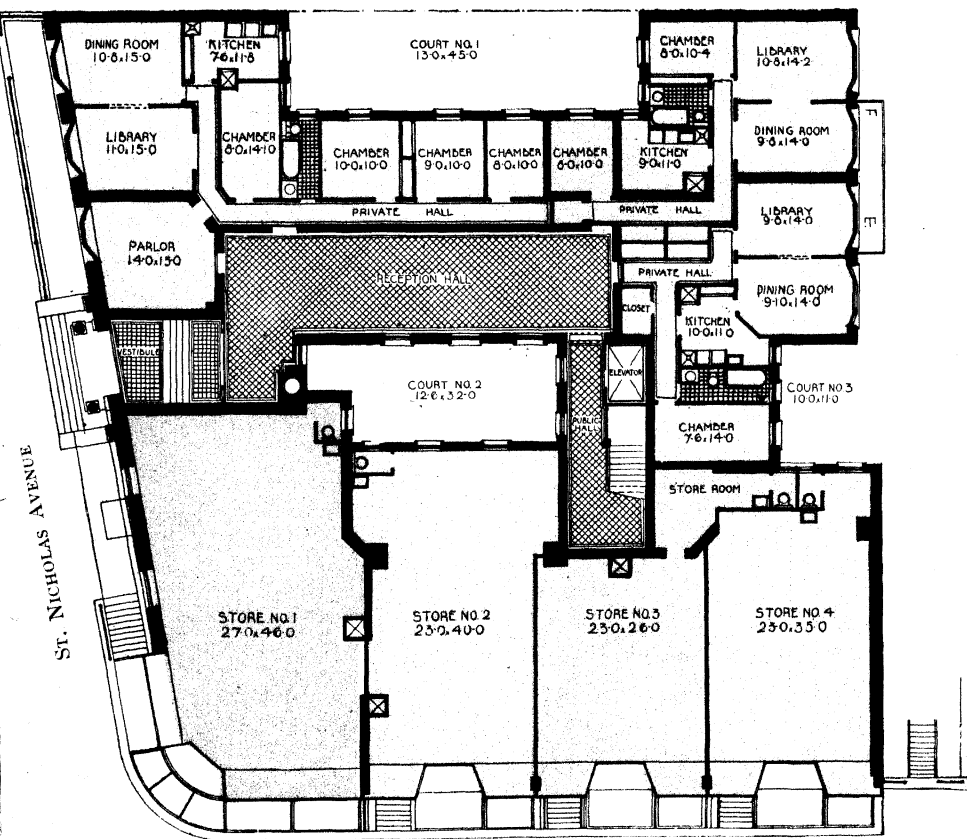 DINING ROOM
10-8x15-0
KITCHEN
7-6x11-8
COURT NO.1
13-0x45-0
CHAMBER
8-0x10-4
LIBRARY
10-8x14-2
LIBRARY
11-0x15-0
CHAMBER
8-0x14-10
CHAMBER
10-0x10-0
CHAMBER
9-0x10-0
CHAMBER
8-0x10-0
CHAMBER
8-0x10-0
KITCHEN
9-0x11-0
DINING ROOM
9-8x14-0
F.
E.
PRIVATE HALL
PRIVATE HALL
LIBRARY
9-8x14-0
PARLOR
14-0x15-0
RECEPTION HALL
PRIVATE HALL
DINING ROOM
9-10x14-0
CLOSET
KITCHEN
10-0x11-0
VESTIBULE
COURT NO.2
12-6x32-0
ELEVATOR
COURT NO 3
10-0x11-0
PUBLIC
HALL
CHAMBER
7-6x14-0
STORE ROOM
ST. NICHOLAS AVENUE
STORE NO.1
27-0x46-0
STORE NO.2
23-0x40-0
STORE NO.3
23-0x26-0
STORE NO.4
23-0x35-0